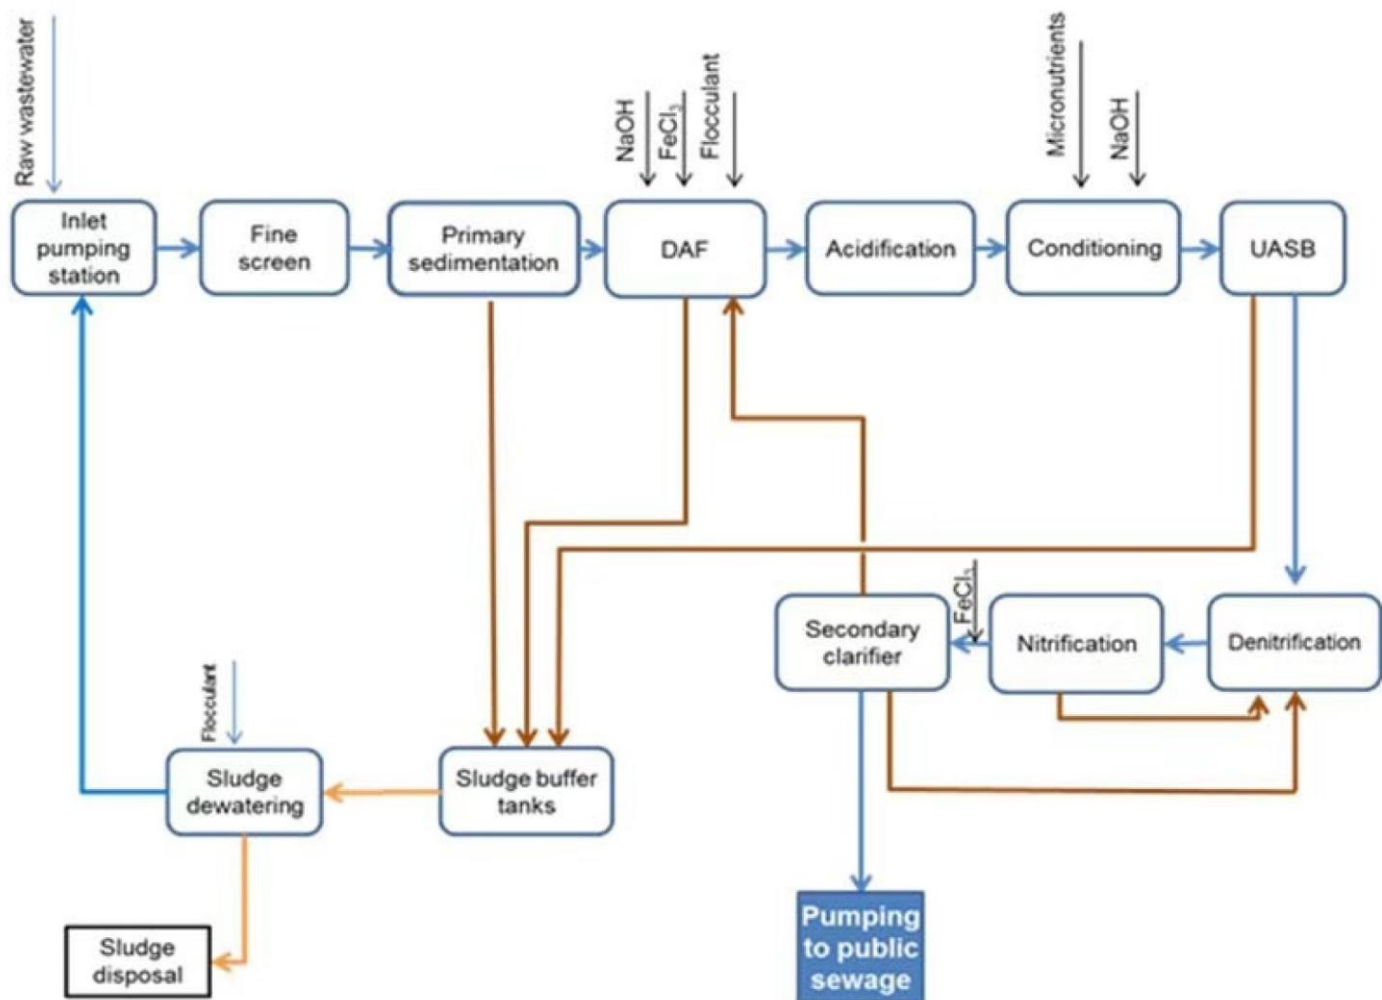 Raw wastewater
NaOH
FeCl₃
Flocculant
Micronutrients
NaOH
Inlet
pumping
station
Fine
screen
Primary
sedimentation
DAF
Acidification
Conditioning
UASB
FeCl₃
Secondary
clarifier
Nitrification
Denitrification
Flocculant
Sludge
dewatering
Sludge buffer
tanks
Sludge
disposal
Pumping
to public
sewage